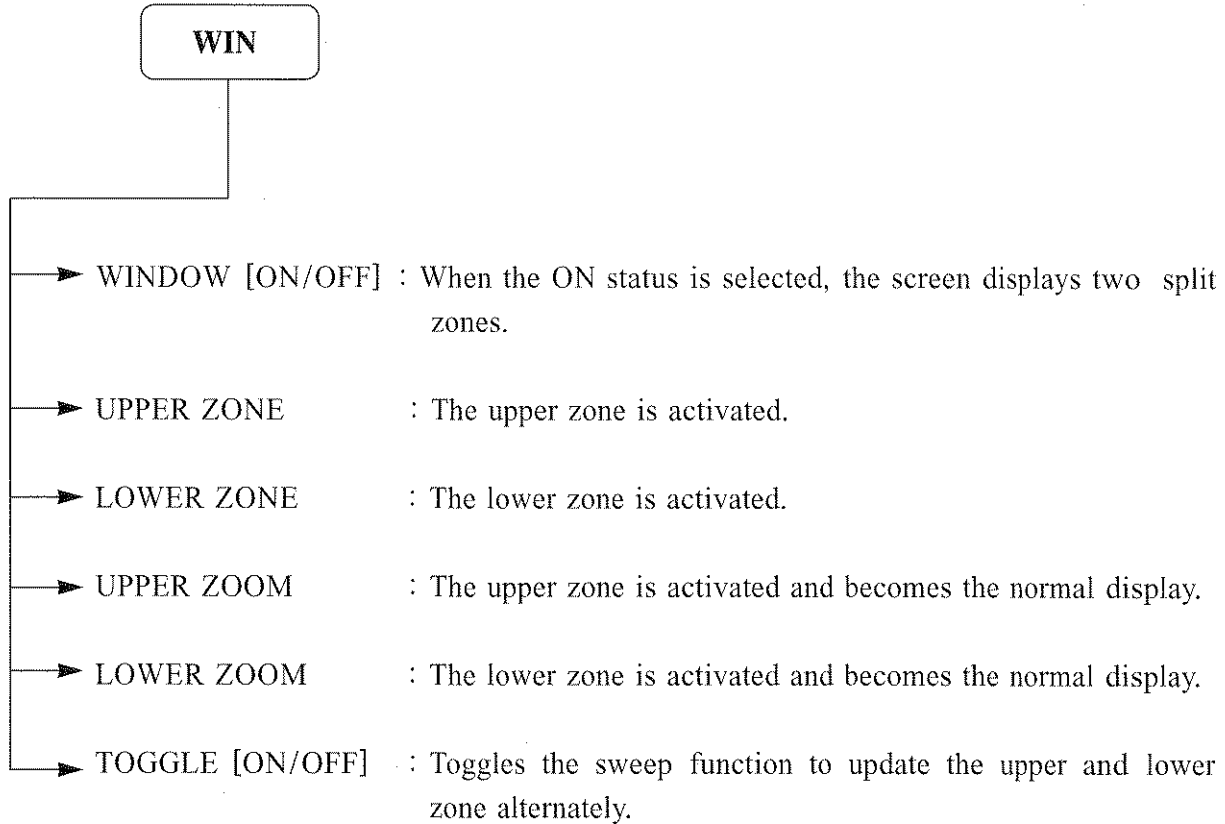 WIN
WINDOW [ON/OFF] : When the ON status is selected, the screen displays two split
zones.
UPPER ZONE : The upper zone is activated.
LOWER ZONE : The lower zone is activated.
UPPER ZOOM : The upper zone is activated and becomes the normal display.
LOWER ZOOM : The lower zone is activated and becomes the normal display.
TOGGLE [ON/OFF] : Toggles the sweep function to update the upper and lower
zone alternately.